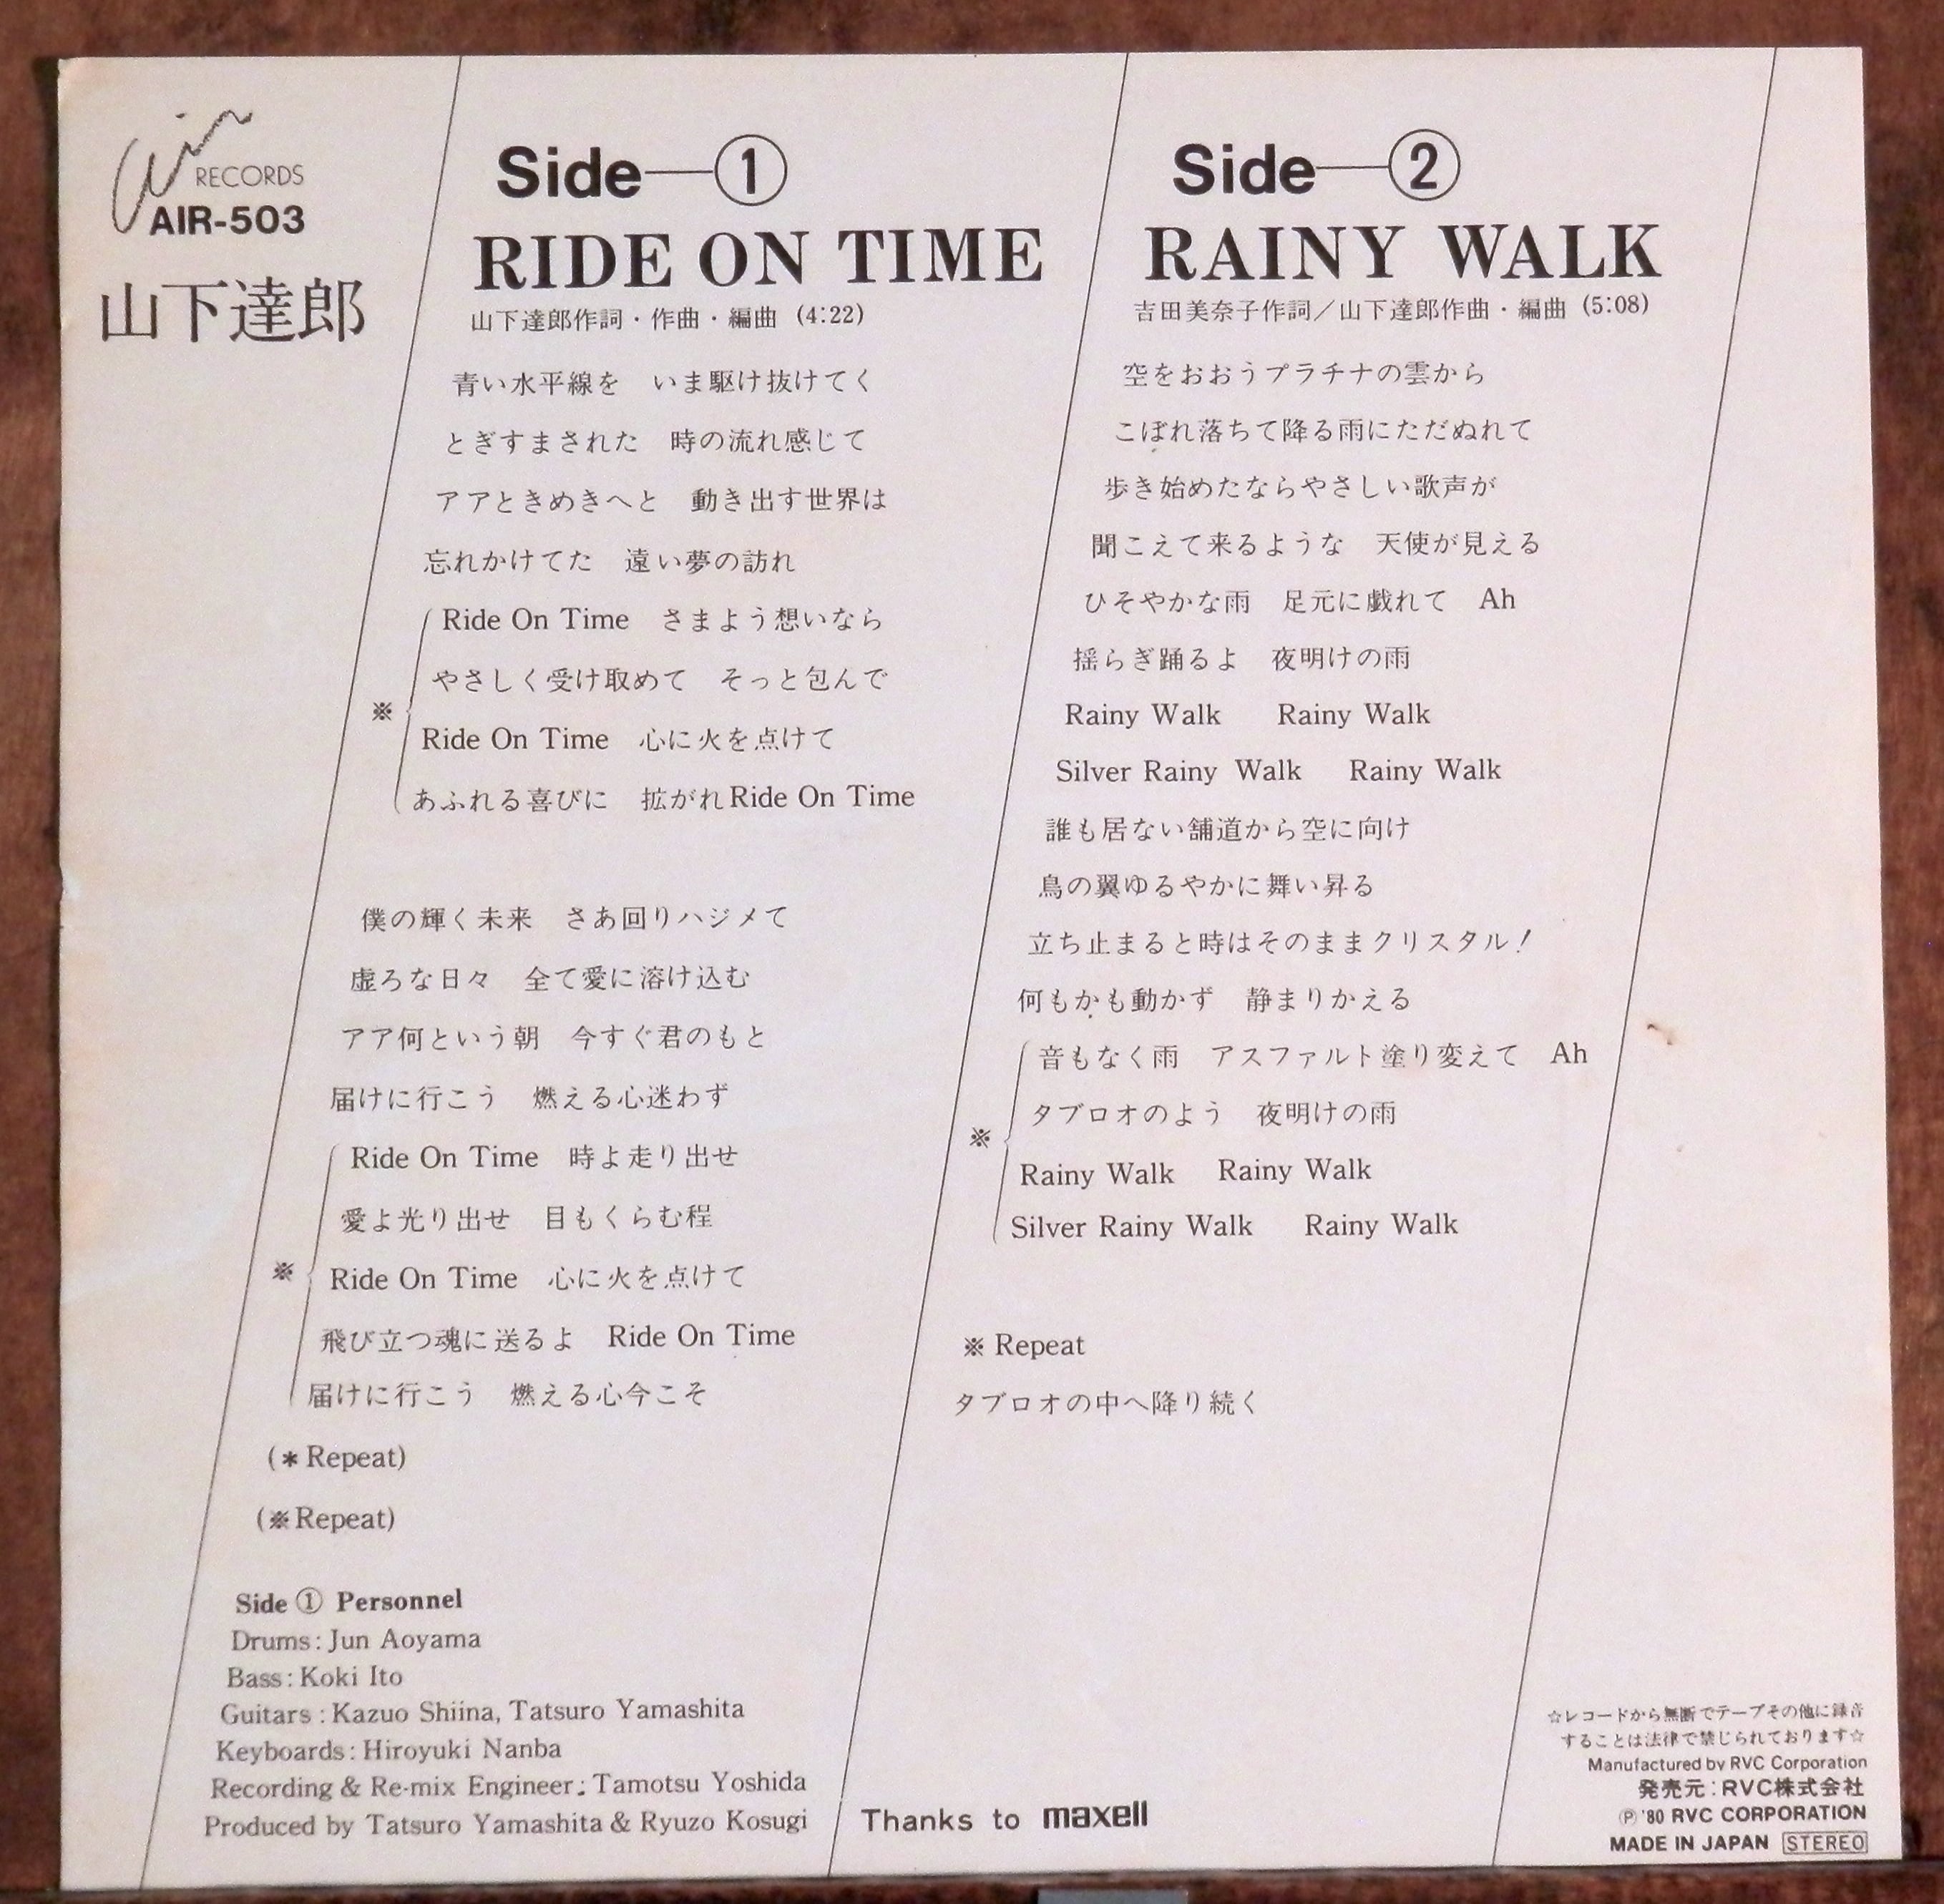 air RECORDS
AIR-503
山下達郎
Side—①
RIDE ON TIME
山下達郎作詞・作曲・編曲 (4:22)
青い水平線を　いま駆け抜けてく
とぎすまされた　時の流れ感じて
アアときめきへと　動き出す世界は
忘れかけてた　遠い夢の訪れ
Ride On Time　さまよう想いなら
やさしく受け取めて　そっと包んで
※
Ride On Time　心に火を点けて
あふれる喜びに　拡がれRide On Time
僕の輝く未来　さあ回りハジメて
虚ろな日々　全て愛に溶け込む
アア何という朝　今すぐ君のもと
届けに行こう　燃える心迷わず
Ride On Time　時よ走り出せ
愛よ光り出せ　目もくらむ程
※
Ride On Time　心に火を点けて
飛び立つ魂に送るよ　Ride On Time
届けに行こう　燃える心今こそ
(* Repeat)
(※Repeat)
Side ① Personnel
Drums : Jun Aoyama
Bass : Koki Ito
Guitars : Kazuo Shiina, Tatsuro Yamashita
Keyboards : Hiroyuki Nanba
Recording & Re-mix Engineer : Tamotsu Yoshida
Produced by Tatsuro Yamashita & Ryuzo Kosugi
Side—②
RAINY WALK
吉田美奈子作詞／山下達郎作曲・編曲 (5:08)
空をおおうプラチナの雲から
こぼれ落ちて降る雨にただぬれて
歩き始めたならやさしい歌声が
聞こえて来るような　天使が見える
ひそやかな雨　足元に戯れて　Ah
揺らぎ踊るよ　夜明けの雨
Rainy Walk　Rainy Walk
Silver Rainy Walk　Rainy Walk
誰も居ない舗道から空に向け
鳥の翼ゆるやかに舞い昇る
立ち止まると時はそのままクリスタル！
何もかも動かず　静まりかえる
音もなく雨　アスファルト塗り変えて　Ah
タブロオのよう　夜明けの雨
※
Rainy Walk　Rainy Walk
Silver Rainy Walk　Rainy Walk
※ Repeat
タブロオの中へ降り続く
Thanks to maxell
☆レコードから無断でテープその他に録音
することは法律で禁じられております☆
Manufactured by RVC Corporation
発売元：RVC株式会社
Ⓟ '80 RVC CORPORATION
MADE IN JAPAN STEREO